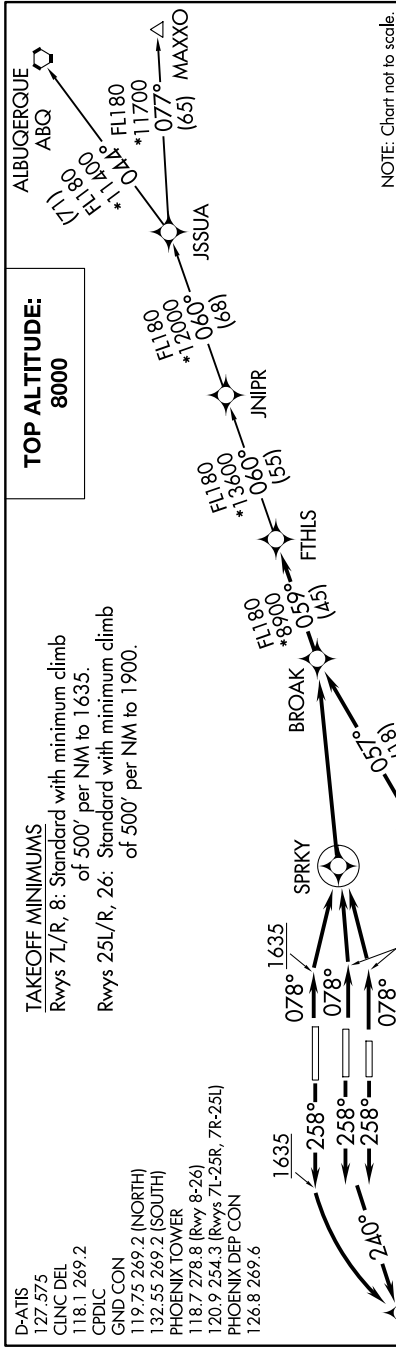 D-ATIS
127.575
CLNC DEL
118.1 269.2
CPDLC
GND CON
119.75 269.2 (NORTH)
132.55 269.2 (SOUTH)
PHOENIX TOWER
118.7 278.8 (Rwy 8-26)
120.9 254.3 (Rwys 7L-25R, 7R-25L)
PHOENIX DEP CON
126.8 269.6
TAKEOFF MINIMUMS
Rwys 7L/R, 8: Standard with minimum climb
of 500' per NM to 1635.
Rwys 25L/R, 26: Standard with minimum climb
of 500' per NM to 1900.
TOP ALTITUDE:
8000
ALBUQERQUE
ABQ
(71)
FL180
*11400
044°
FL180
*11700
077°
(65)
MAXXO
JSSUA
FL180
*12000
060°
(68)
JNIPR
FL180
*13600
060°
(55)
FTHLS
FL180
*8900
059°
(45)
BROAK
057°
(18)
SPRKY
1635
078°
078°
078°
1635
258°
258°
258°
240°
NOTE: Chart not to scale.